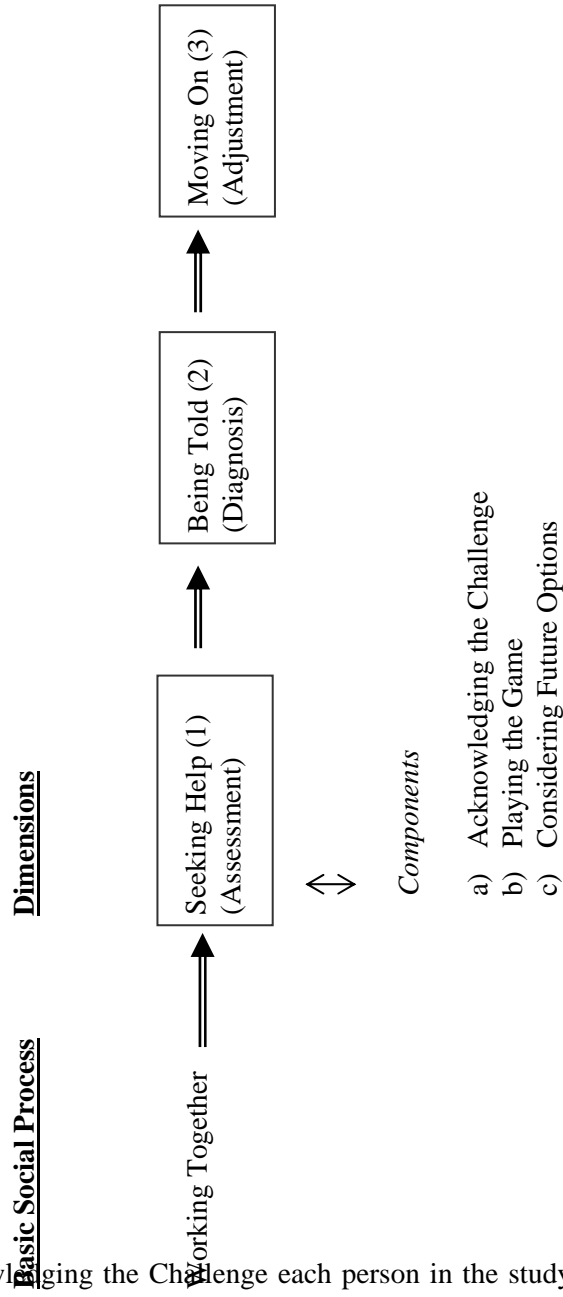 Basic Social Process
Dimensions
Working Together
Seeking Help (1)
(Assessment)
Being Told (2)
(Diagnosis)
Moving On (3)
(Adjustment)
Components
a) Acknowledging the Challenge
b) Playing the Game
c) Considering Future Options
the Challenge each person in the study